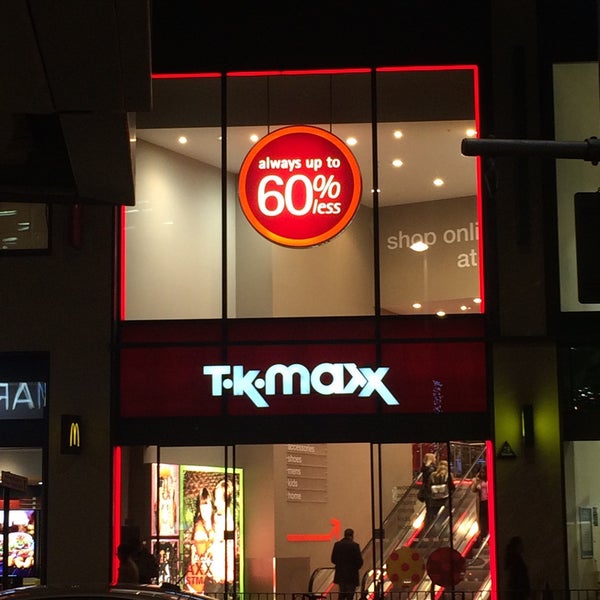 always up to
60%
less
shop onli
at
T·K·maxx
accessories
shoes
mens
kids
home